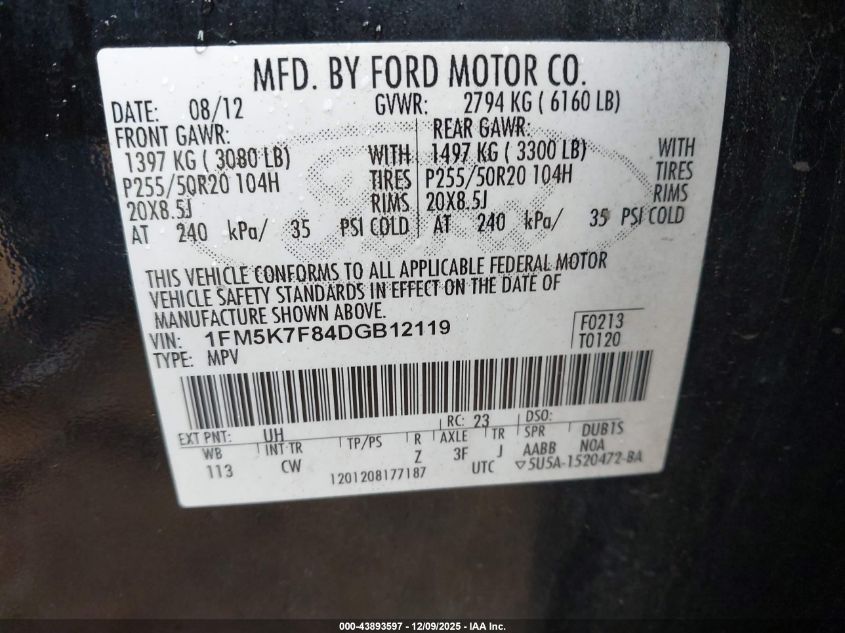 MFD. BY FORD MOTOR CO.
DATE: 08/12 GVWR: 2794 KG ( 6160 LB)
FRONT GAWR: REAR GAWR:
1397 KG ( 3080 LB) WITH 1497 KG ( 3300 LB) WITH
P255/50R20 104H TIRES P255/50R20 104H TIRES
20X8.5J RIMS 20X8.5J RIMS
AT 240 kPa/ 35 PSI COLD AT 240 kPa/ 35 PSI COLD
THIS VEHICLE CONFORMS TO ALL APPLICABLE FEDERAL MOTOR
VEHICLE SAFETY STANDARDS IN EFFECT ON THE DATE OF
MANUFACTURE SHOWN ABOVE.
VIN: 1FM5K7F84DGB12119 F0213
TYPE: MPV T0120
EXT PNT: UH RC: 23 DSO:
WB INT TR TP/PS R AXLE TR SPR DUB1S
113 CW Z 3F J AABB NOA
1201208177187 UTC ▽5U5A-1520472-BA
000-43893597 - 12/09/2025 - IAA Inc.